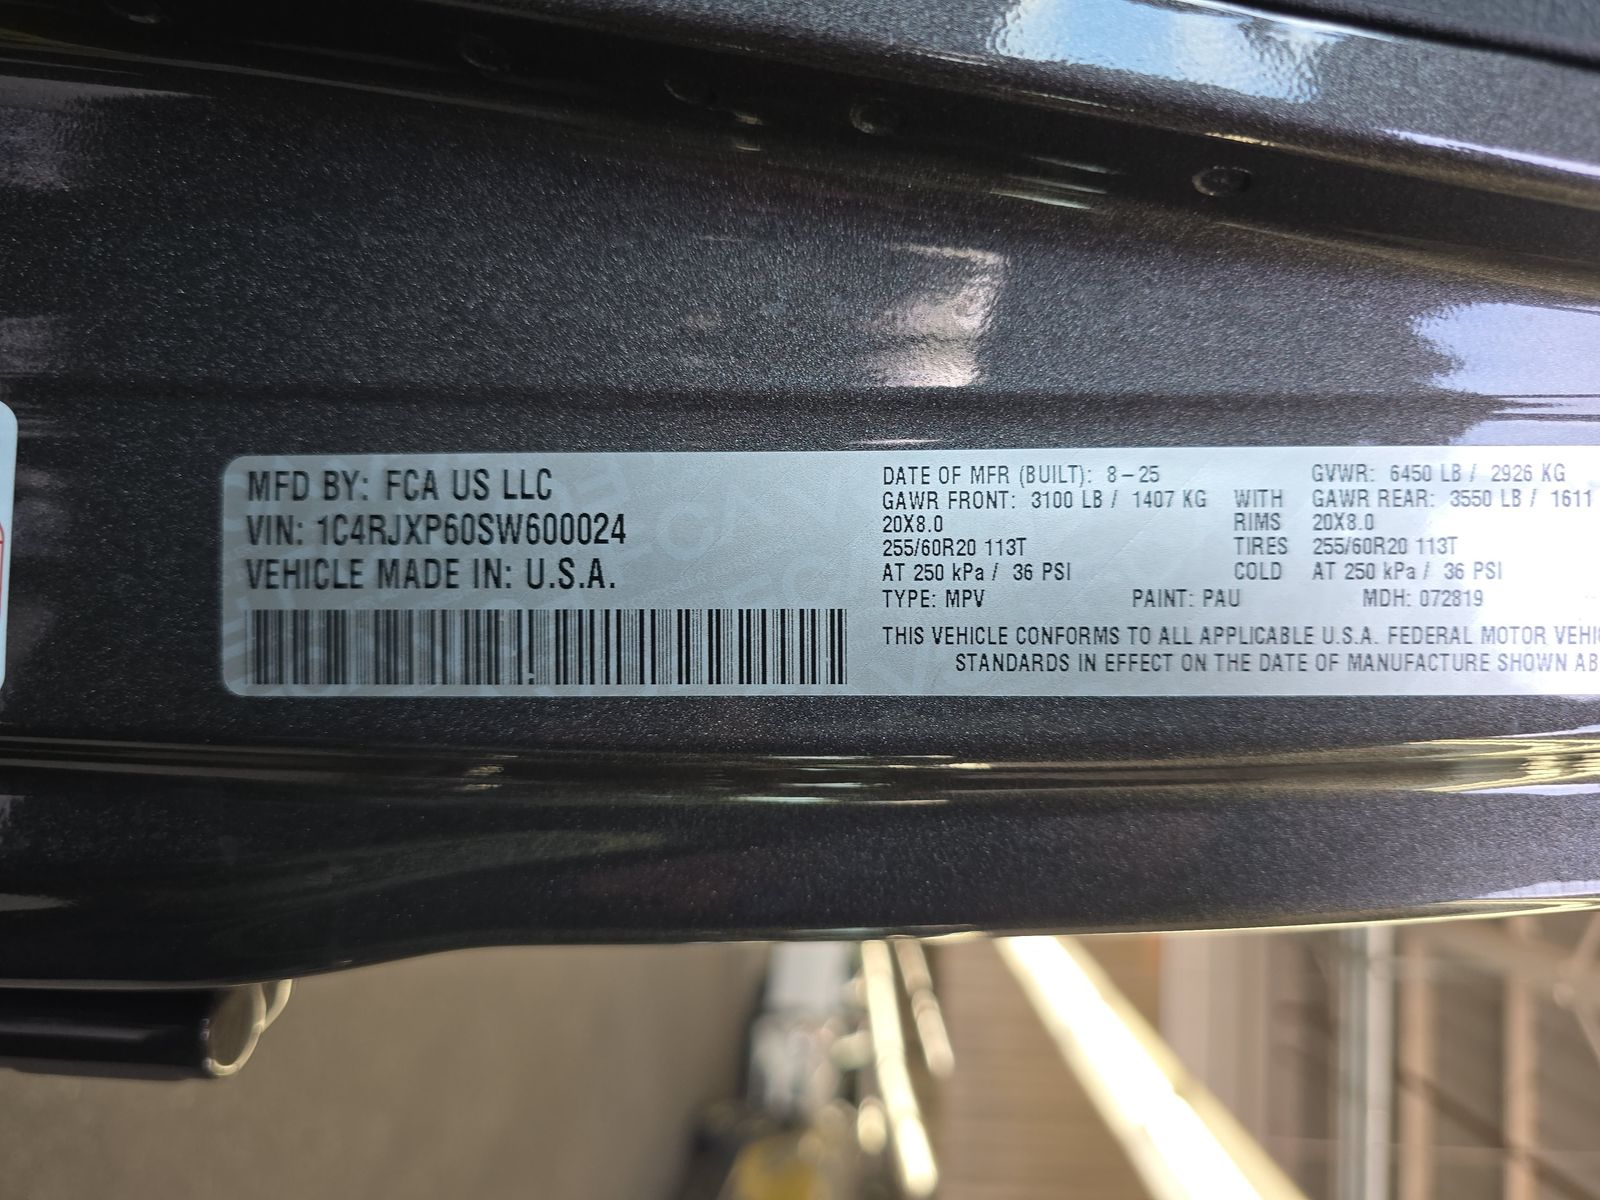 MFD BY: FCA US LLC
VIN: 1C4RJXP60SW600024
VEHICLE MADE IN: U.S.A.
DATE OF MFR (BUILT): 8-25 GVWR: 6450 LB / 2926 KG
GAWR FRONT: 3100 LB / 1407 KG WITH GAWR REAR: 3550 LB / 1611
20X8.0 RIMS 20X8.0
255/60R20 113T TIRES 255/60R20 113T
AT 250 kPa / 36 PSI COLD AT 250 kPa / 36 PSI
TYPE: MPV PAINT: PAU MDH: 072819
THIS VEHICLE CONFORMS TO ALL APPLICABLE U.S.A. FEDERAL MOTOR
STANDARDS IN EFFECT ON THE DATE OF MANUFACTURE SHOWN